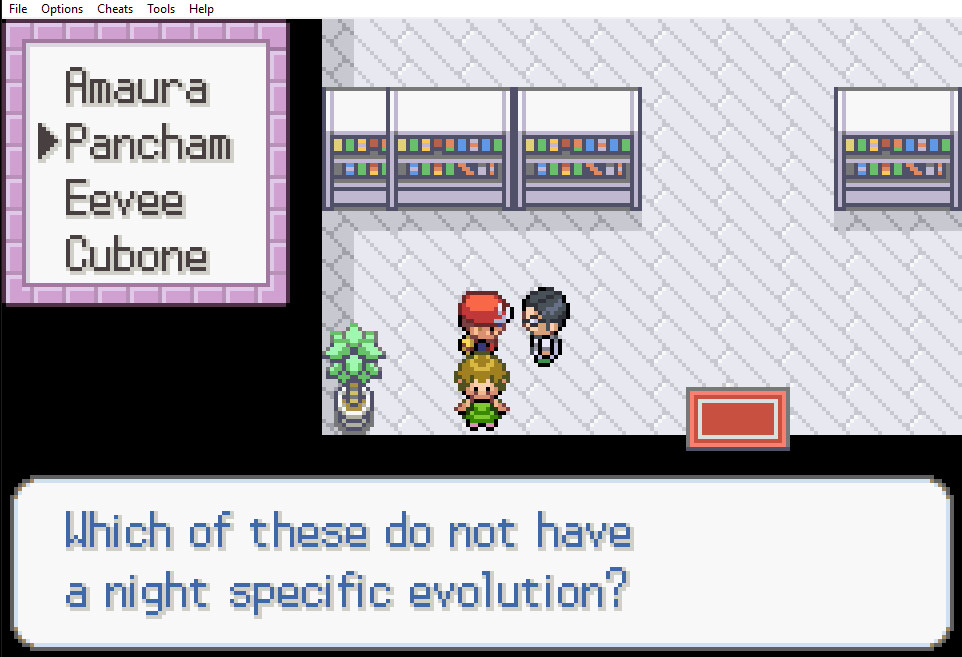 File Options Cheats Tools Help
Amaura
Pancham
Eevee
Cubone
Which of these do not have
a night specific evolution?